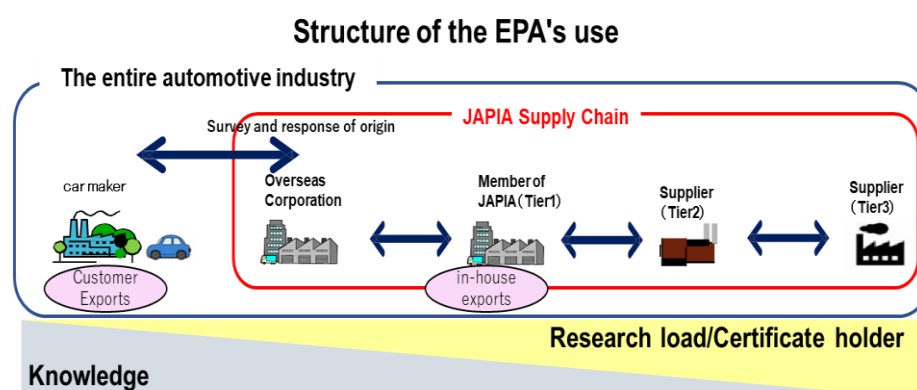 Structure of the EPA's use
The entire automotive industry
JAPIA Supply Chain
Survey and response of origin
car maker
Overseas
Corporation
Member of
JAPIA（Tier1）
Supplier
（Tier2）
Supplier
（Tier3）
Customer
Exports
in-house
exports
Research load/Certificate holder
Knowledge